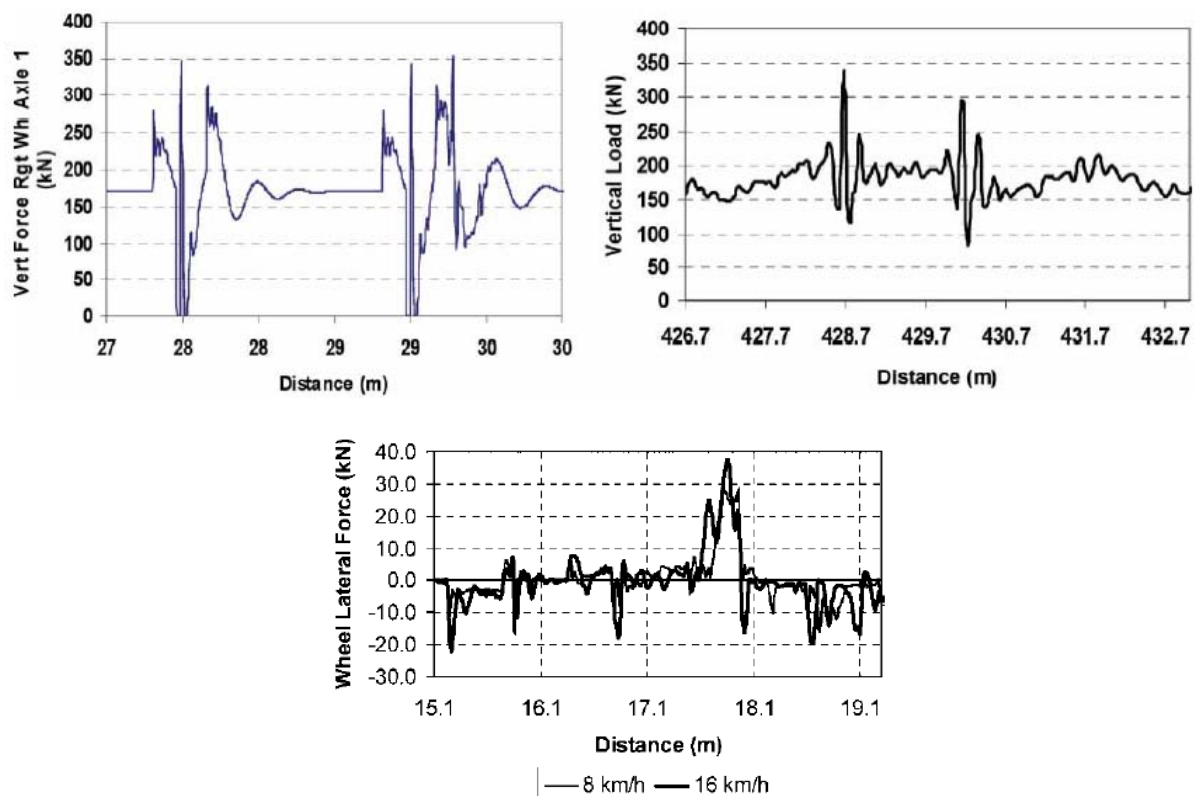 400
350
300
250
200
150
100
50
0
Vert Force Rgt Wh Axle 1
(kN)
27 28 28 29 29 30 30
Distance (m)
400
350
300
250
200
150
100
50
0
Vertical Load (kN)
426.7 427.7 428.7 429.7 430.7 431.7 432.7
Distance (m)
40.0
30.0
20.0
10.0
0.0
-10.0
-20.0
-30.0
Wheel Lateral Force (kN)
15.1 16.1 17.1 18.1 19.1
Distance (m)
8 km/h 16 km/h